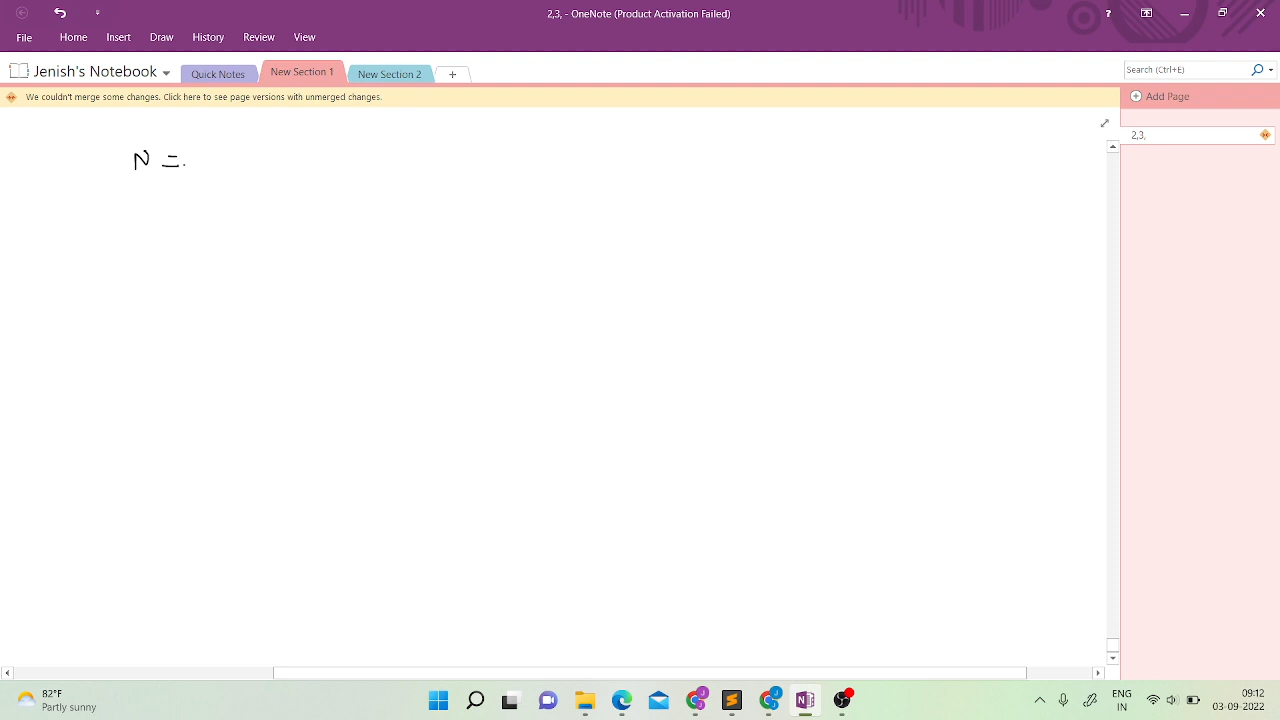 2,3, - OneNote (Product Activation Failed)
?
File Home Insert Draw History Review View
Jenish's Notebook Quick Notes New Section 1 New Section 2 +
Search (Ctrl+E)
We couldn't merge some changes. Click here to see page versions with unmerged changes.
Add Page
2,3,
N =
82°F
Partly sunny
ENG
IN
09:12
03-09-2022